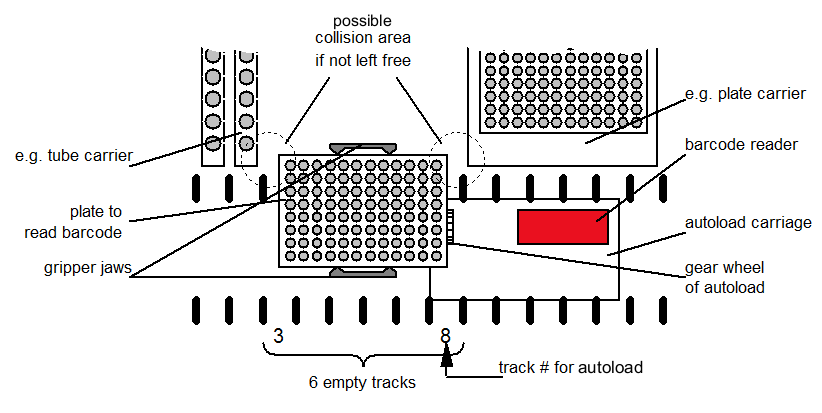 possible
collision area
if not left free
e.g. plate carrier
barcode reader
e.g. tube carrier
plate to
read barcode
autoload carriage
gripper jaws
gear wheel
of autoload
3
8
6 empty tracks
track # for autoload